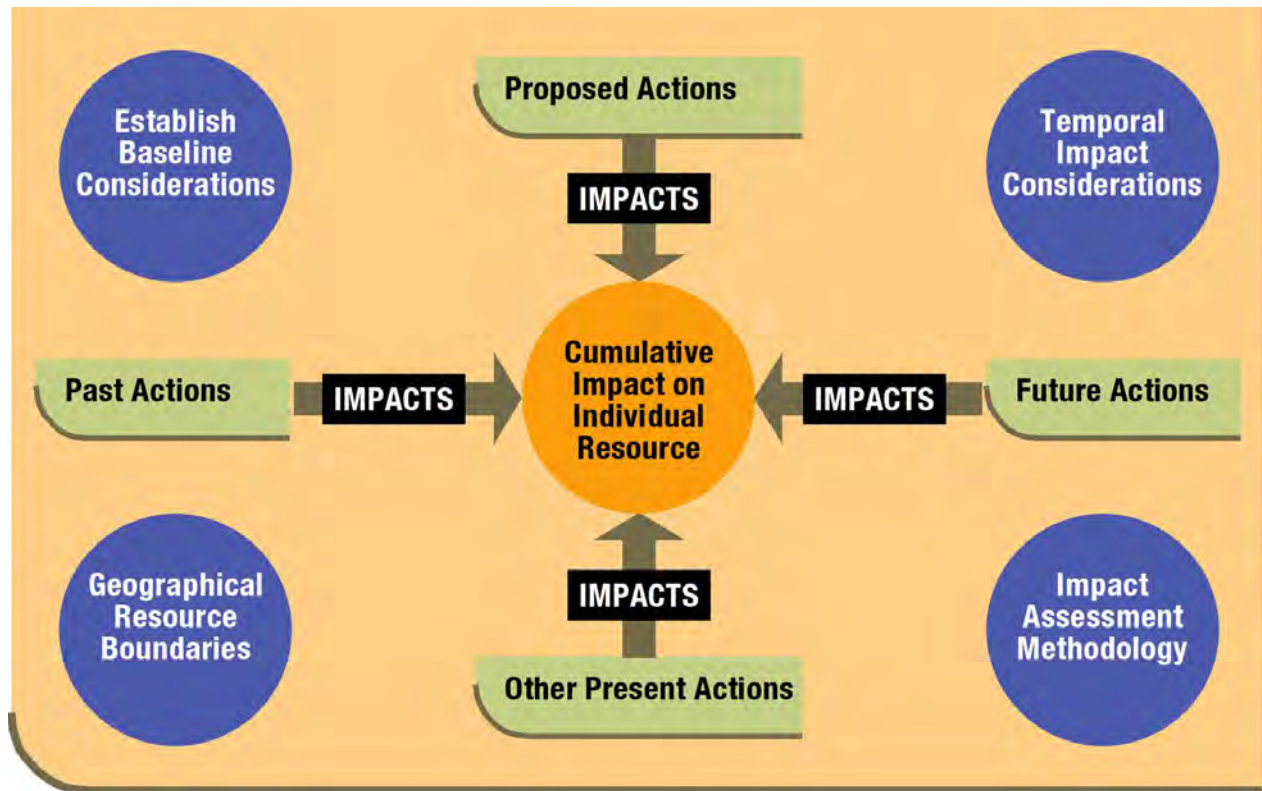 Establish
Baseline
Considerations
Proposed Actions
IMPACTS
Temporal
Impact
Considerations
Past Actions
IMPACTS
Cumulative
Impact on
Individual
Resource
IMPACTS
Future Actions
Geographical
Resource
Boundaries
IMPACTS
Other Present Actions
Impact
Assessment
Methodology